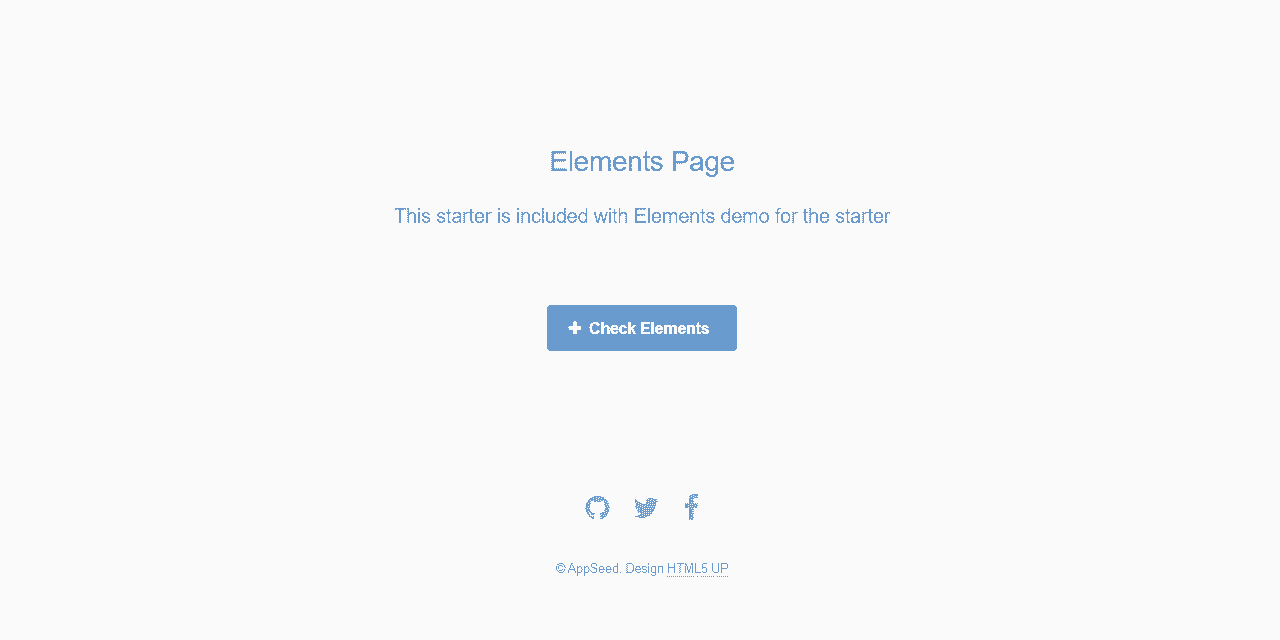 Elements Page
This starter is included with Elements demo for the starter
Check Elements
© AppSeed. Design HTML5 UP